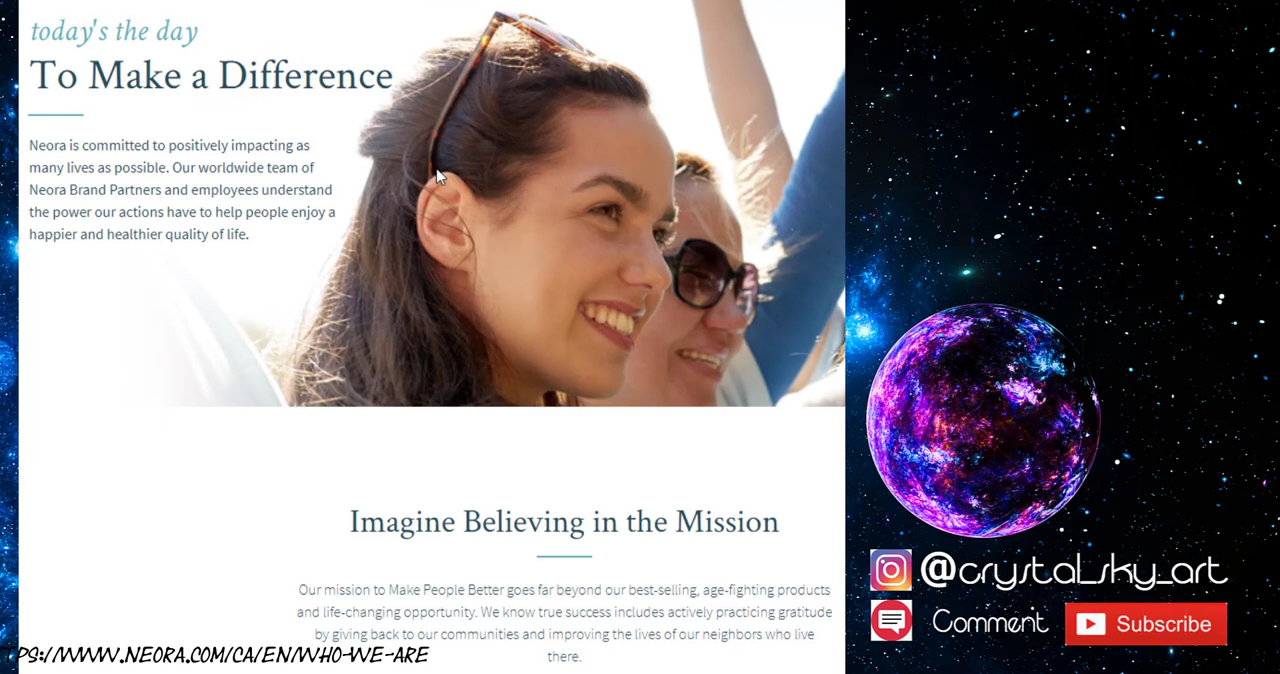 today's the day
To Make a Difference
Neora is committed to positively impacting as
many lives as possible. Our worldwide team of
Neora Brand Partners and employees understand
the power our actions have to help people enjoy a
happier and healthier quality of life.
Imagine Believing in the Mission
Our mission to Make People Better goes far beyond our best-selling, age-fighting products
and life-changing opportunity. We know true success includes actively practicing gratitude
by giving back to our communities and improving the lives of our neighbors who live
there.
TPS://WWW.NEORA.COM/CA/EN/WHO-WE-ARE
@crystal_sky_art
Comment
Subscribe